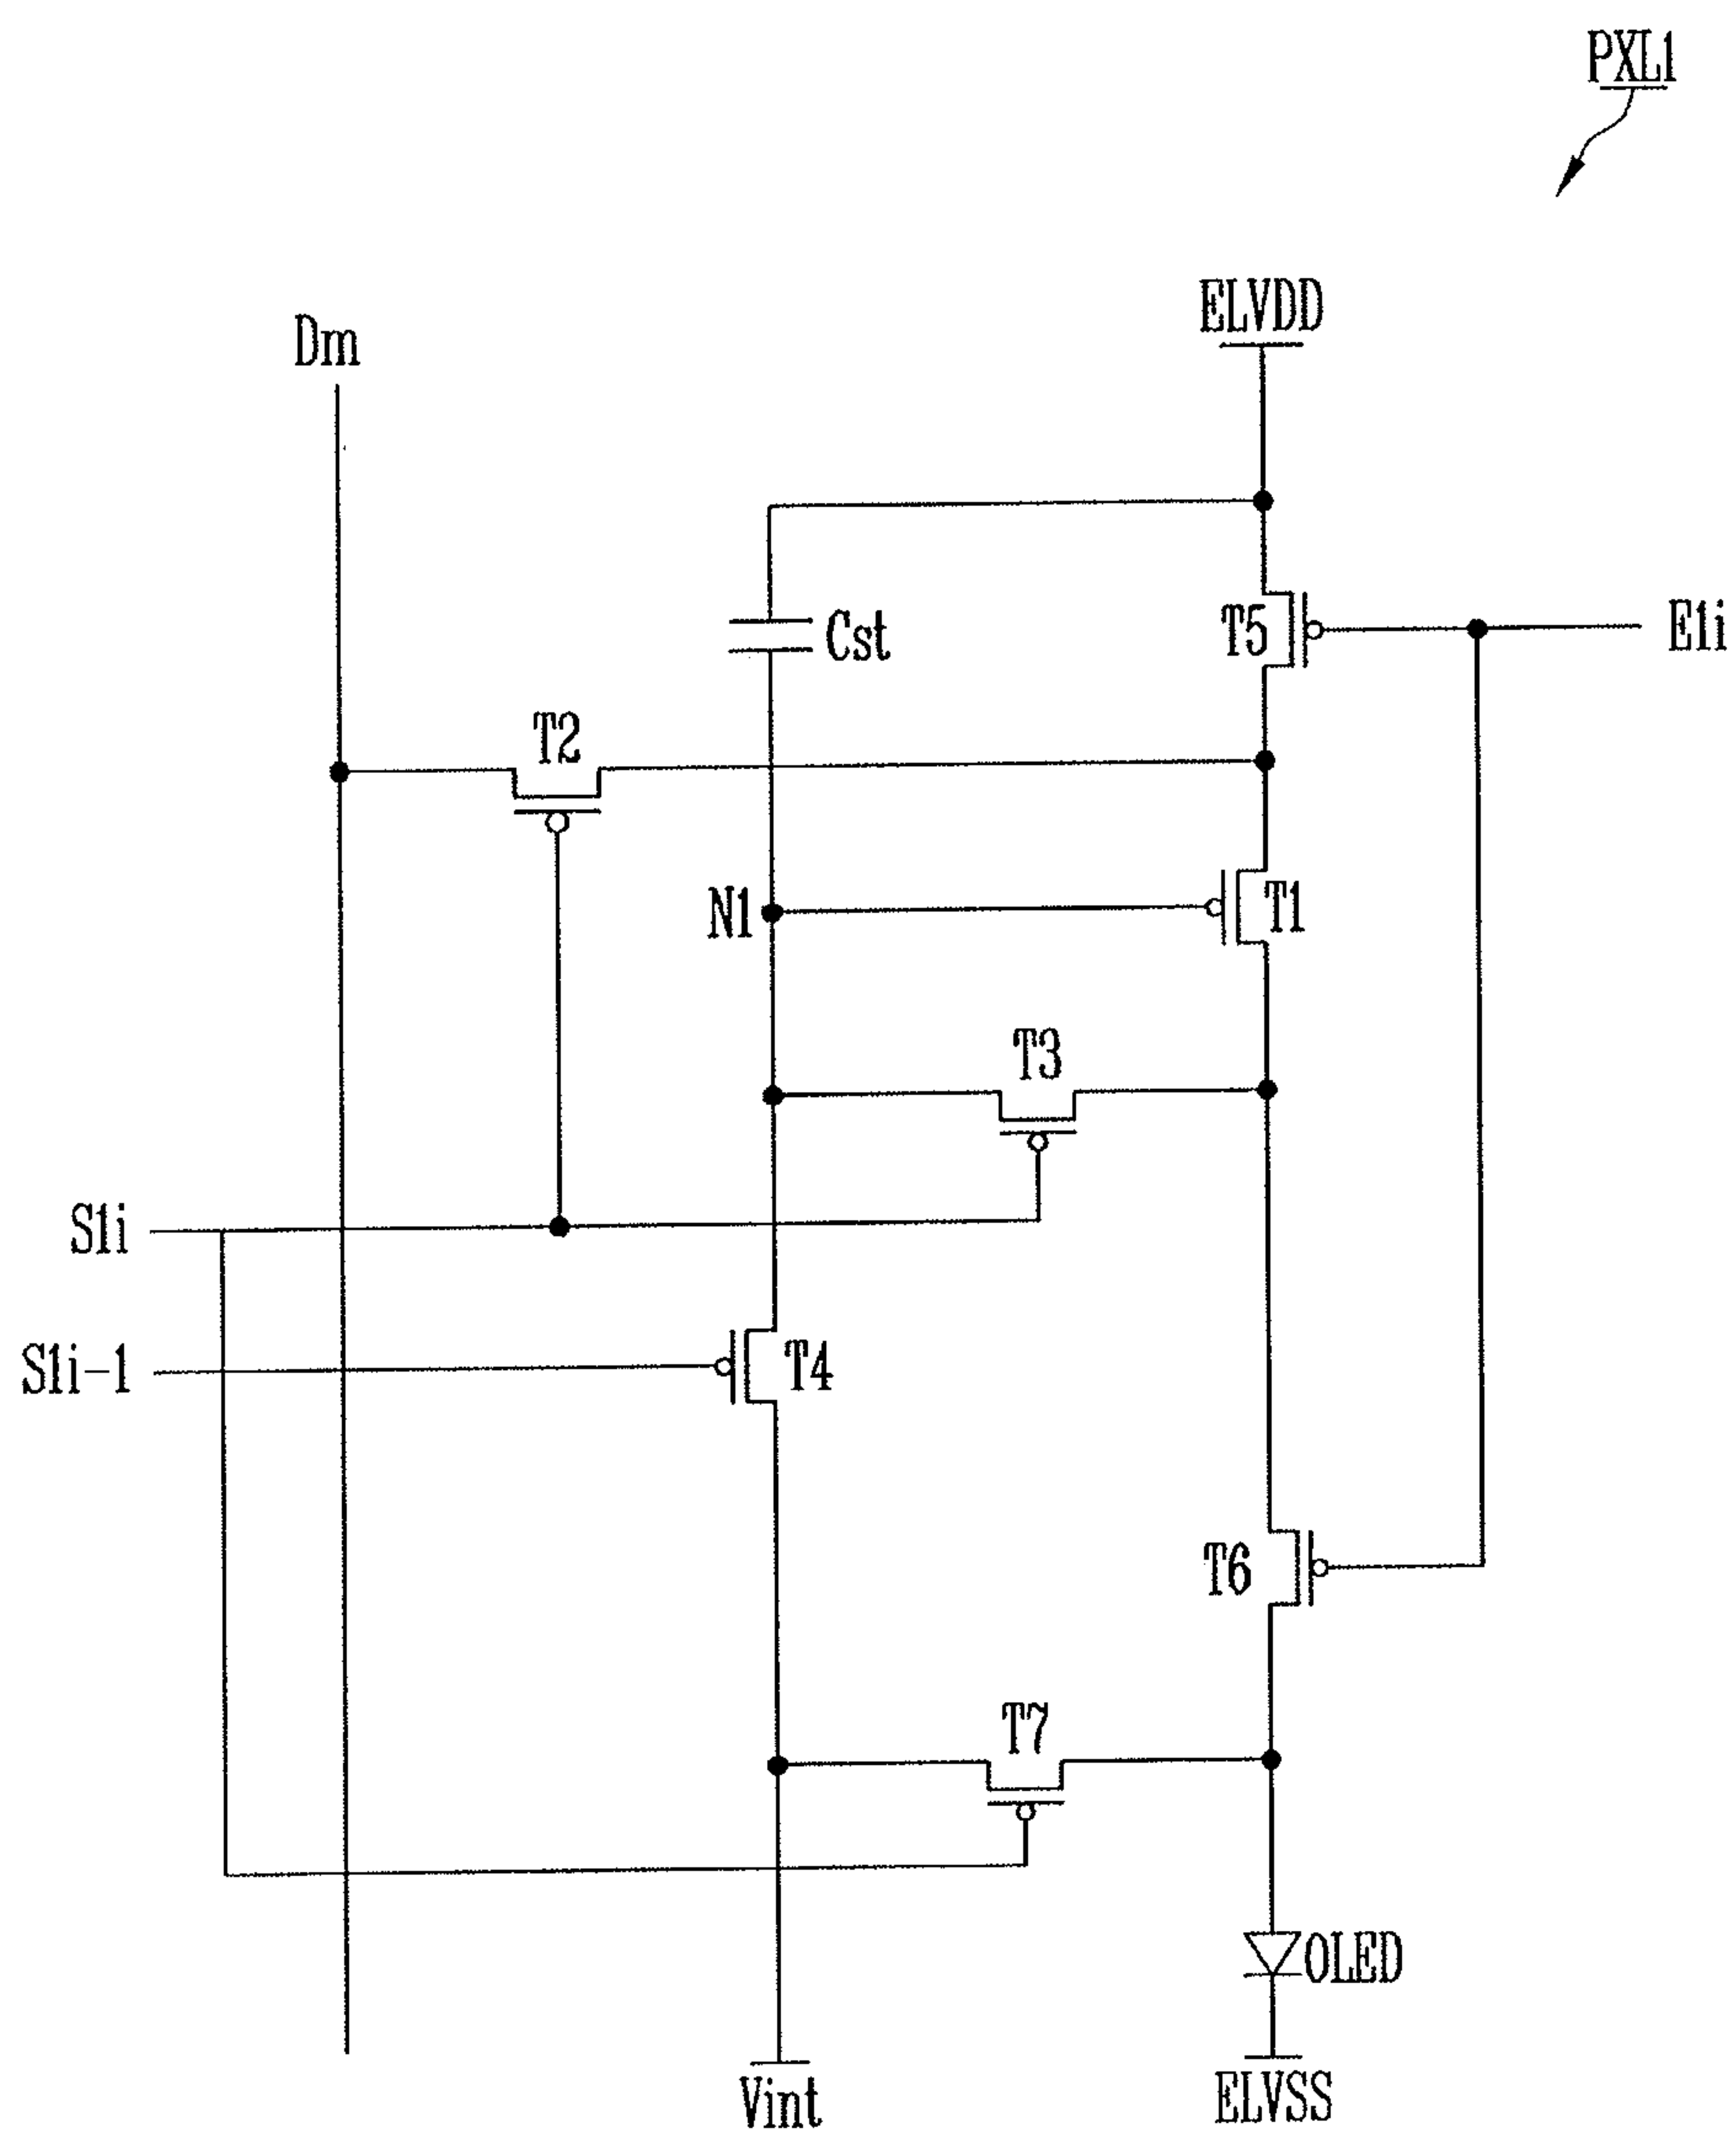 PXL1
ELVDD
Dm
Cst
T5
E1i
T2
N1
T1
T3
S1i
S1i-1
T4
T6
T7
OLED
Vint
ELVSS